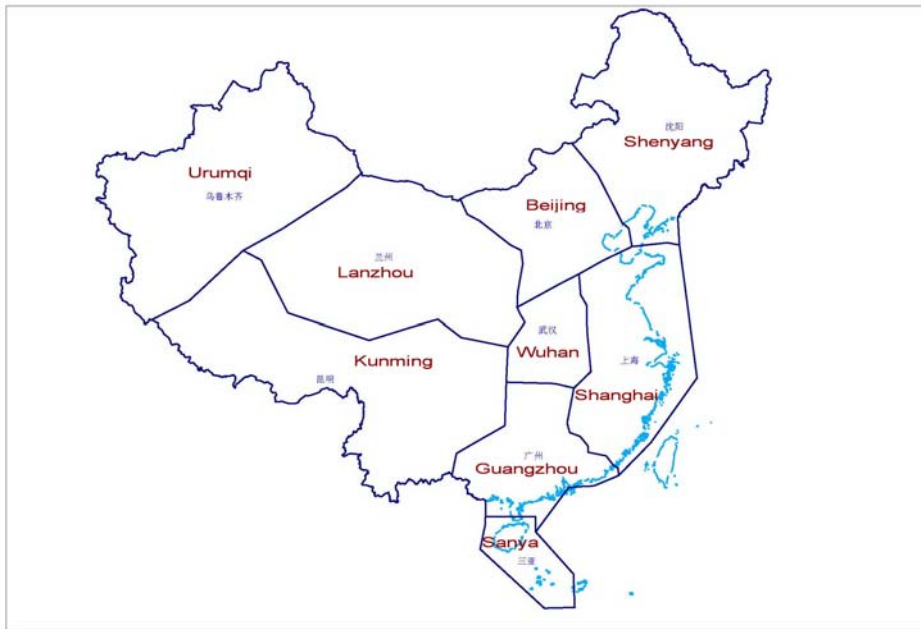 沈阳
Shenyang
Urumqi
乌鲁木齐
Beijing
北京
兰州
Lanzhou
武汉
Wuhan
Kunming
昆明
上海
Shanghai
广州
Guangzhou
Sanya
三亚